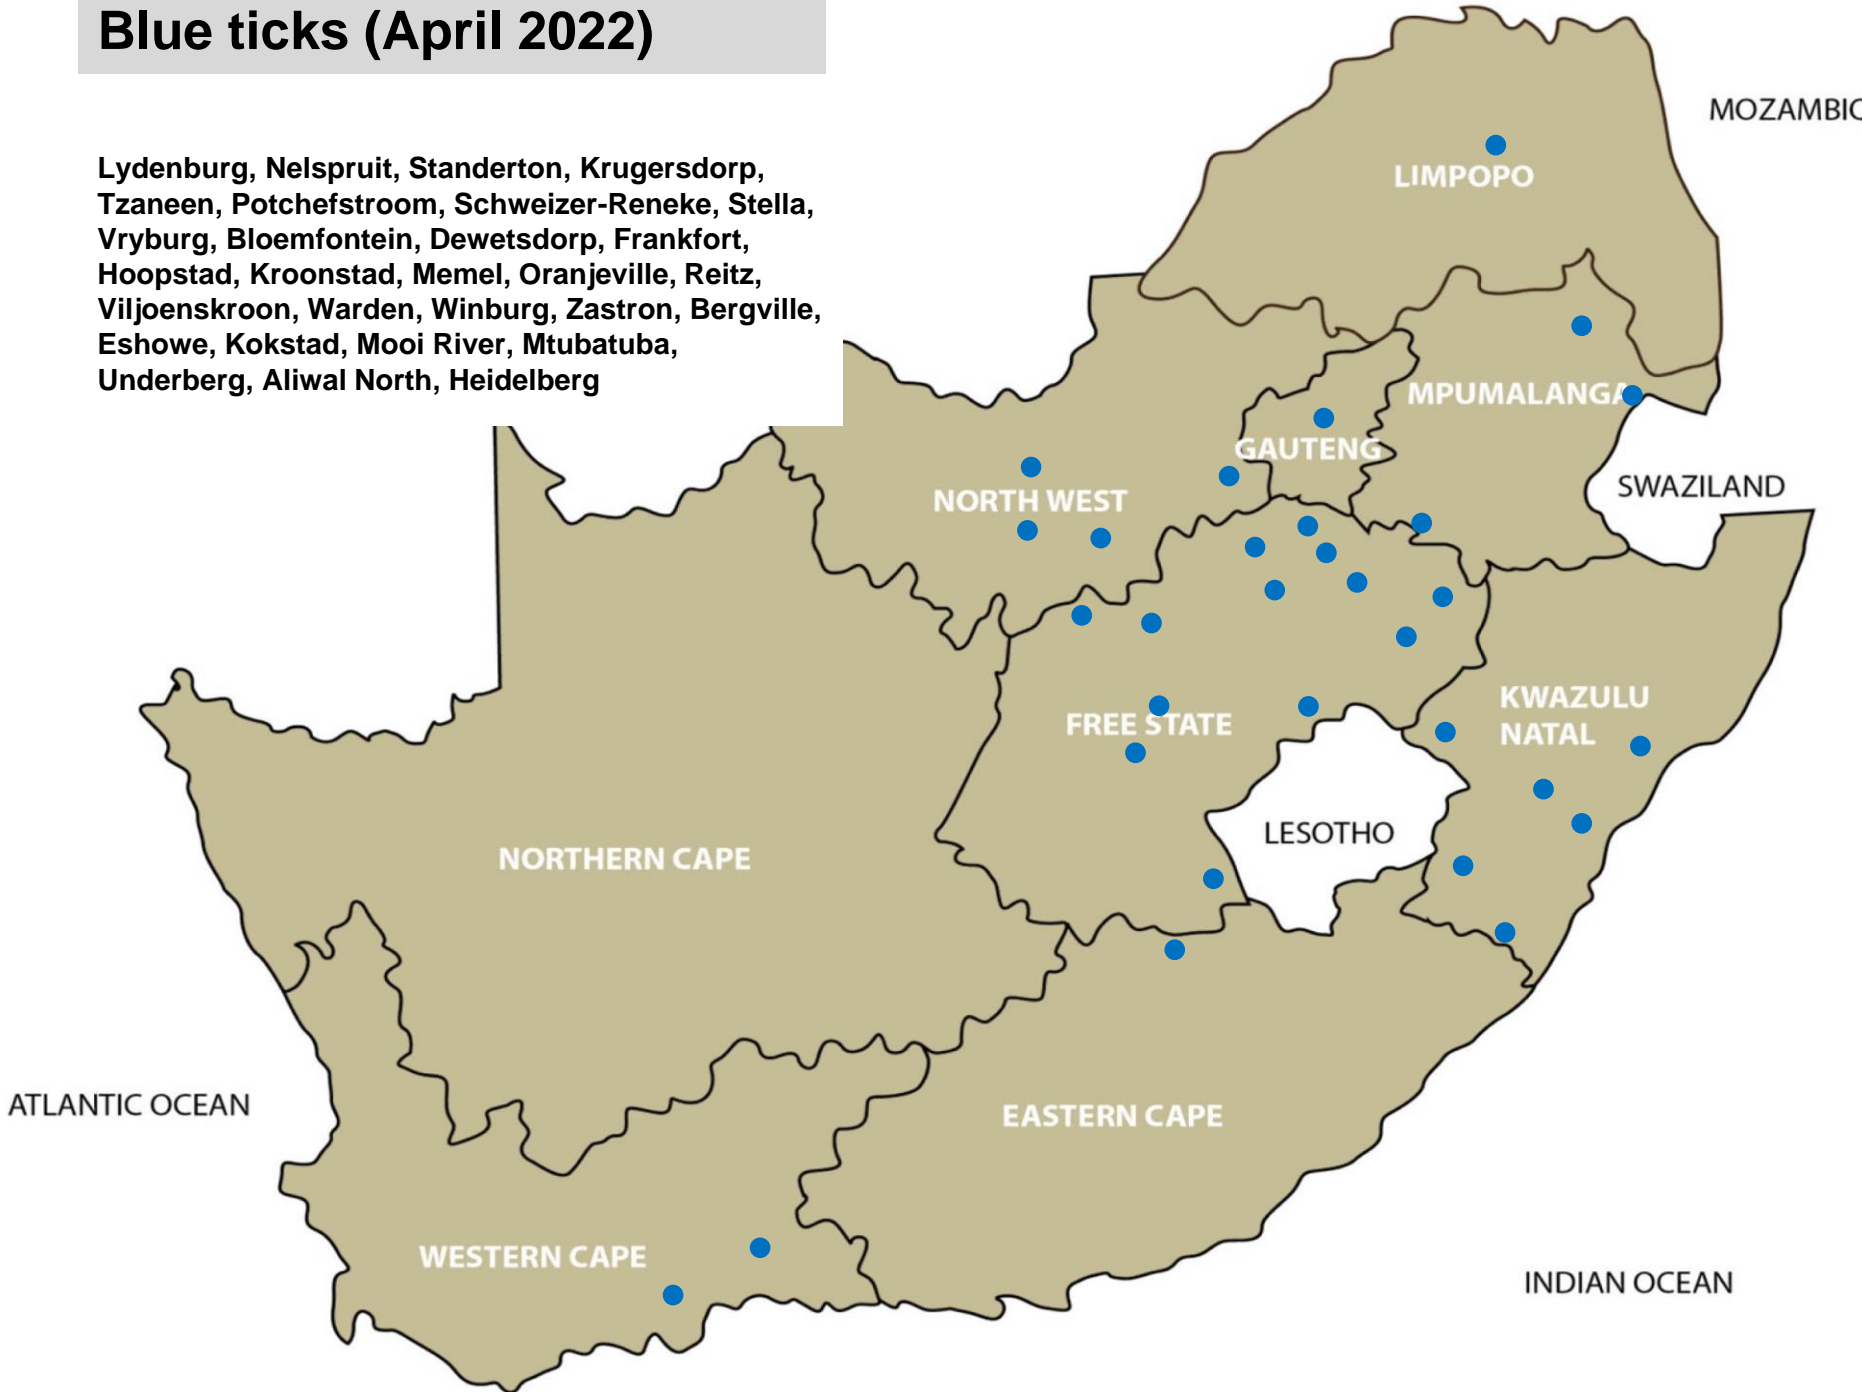 Blue ticks (April 2022)
Lydenburg, Nelspruit, Standerton, Krugersdorp,
Tzaneen, Potchefstroom, Schweizer-Reneke, Stella,
Vryburg, Bloemfontein, Dewetsdorp, Frankfort,
Hoopstad, Kroonstad, Memel, Oranjeville, Reitz,
Viljoenskroon, Warden, Winburg, Zastron, Bergville,
Eshowe, Kokstad, Mooi River, Mtubatuba,
Underberg, Aliwal North, Heidelberg
MOZAMBIC
LIMPOPO
MPUMALANGA
GAUTENG
SWAZILAND
NORTH WEST
KWAZULU
NATAL
FREE STATE
LESOTHO
NORTHERN CAPE
ATLANTIC OCEAN
EASTERN CAPE
WESTERN CAPE
INDIAN OCEAN